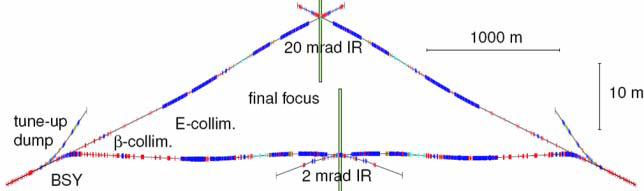 20 mrad IR
1000 m
10 m
final focus
tune-up
dump
E-collim.
β-collim.
BSY
2 mrad IR